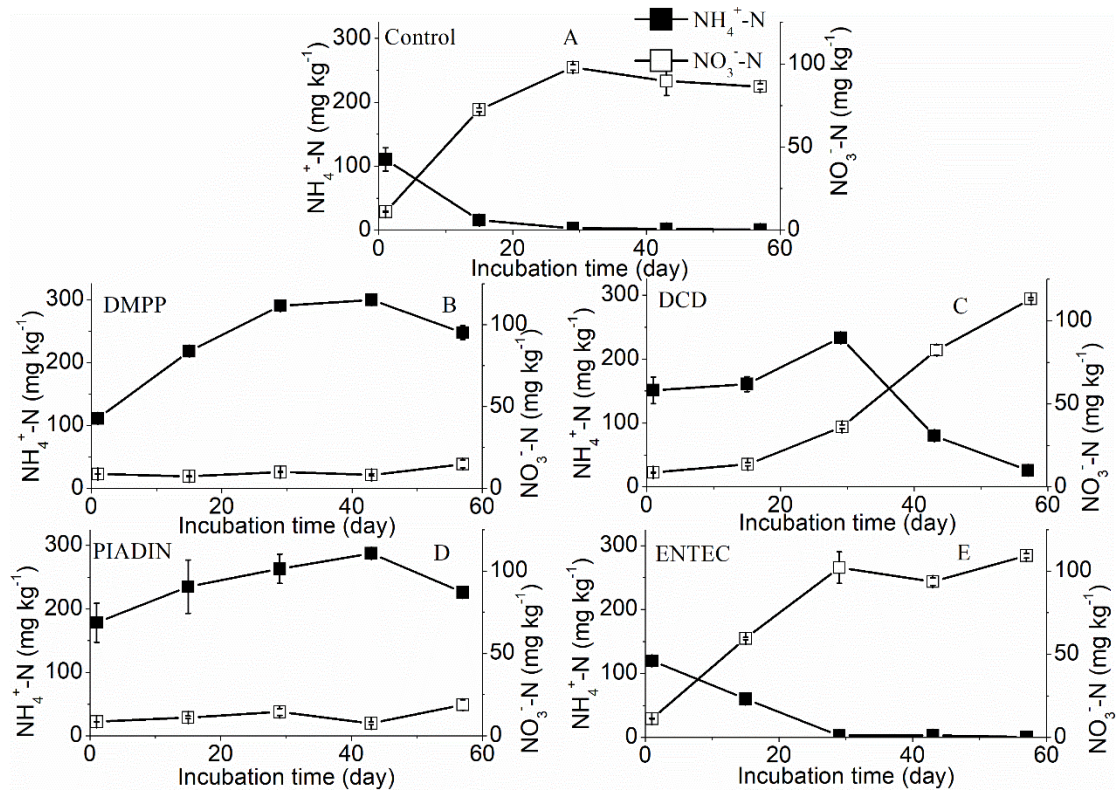 Control
A
NH₄⁺-N
NO₃⁻-N
300
200
100
0
100
50
0
NH₄⁺-N (mg kg⁻¹)
NO₃⁻-N (mg kg⁻¹)
0 20 40 60
Incubation time (day)
DMPP
B
300
200
100
0
100
50
0
NH₄⁺-N (mg kg⁻¹)
NO₃⁻-N (mg kg⁻¹)
0 20 40 60
Incubation time (day)
DCD
C
300
200
100
0
100
50
0
NH₄⁺-N (mg kg⁻¹)
NO₃⁻-N (mg kg⁻¹)
0 20 40 60
Incubation time (day)
PIADIN
D
300
200
100
0
100
50
0
NH₄⁺-N (mg kg⁻¹)
NO₃⁻-N (mg kg⁻¹)
0 20 40 60
Incubation time (day)
ENTEC
E
300
200
100
0
100
50
0
NH₄⁺-N (mg kg⁻¹)
NO₃⁻-N (mg kg⁻¹)
0 20 40 60
Incubation time (day)